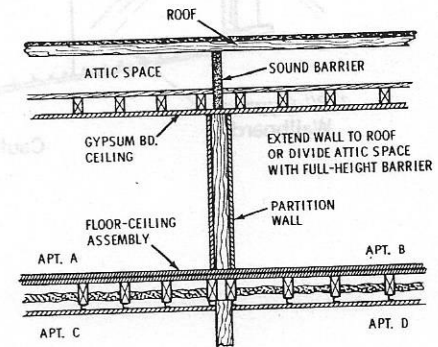 ROOF
ATTIC SPACE
SOUND BARRIER
GYPSUM BD.
CEILING
EXTEND WALL TO ROOF
OR DIVIDE ATTIC SPACE
WITH FULL-HEIGHT BARRIER
FLOOR-CEILING
ASSEMBLY
PARTITION
WALL
APT. A
APT. B
APT. C
APT. D